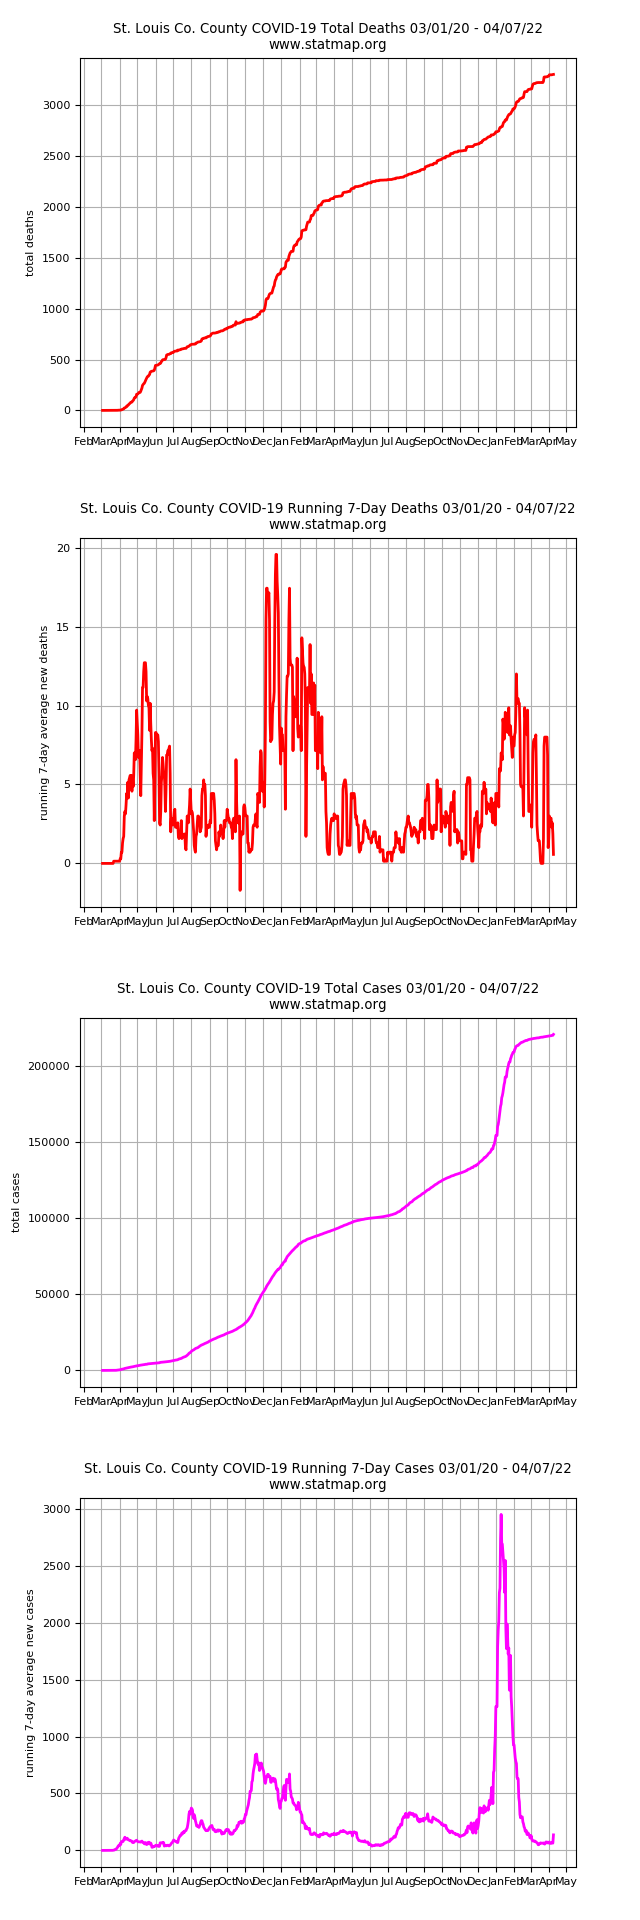 St. Louis Co. County COVID-19 Total Deaths 03/01/20 - 04/07/22
www.statmap.org
total deaths
3000
2500
2000
1500
1000
500
0
Feb Mar Apr May Jun Jul Aug Sep Oct Nov Dec Jan Feb Mar Apr May Jun Jul Aug Sep Oct Nov Dec Jan Feb Mar Apr May
St. Louis Co. County COVID-19 Running 7-Day Deaths 03/01/20 - 04/07/22
www.statmap.org
running 7-day average new deaths
20
15
10
5
0
Feb Mar Apr May Jun Jul Aug Sep Oct Nov Dec Jan Feb Mar Apr May Jun Jul Aug Sep Oct Nov Dec Jan Feb Mar Apr May
St. Louis Co. County COVID-19 Total Cases 03/01/20 - 04/07/22
www.statmap.org
total cases
200000
150000
100000
50000
0
Feb Mar Apr May Jun Jul Aug Sep Oct Nov Dec Jan Feb Mar Apr May Jun Jul Aug Sep Oct Nov Dec Jan Feb Mar Apr May
St. Louis Co. County COVID-19 Running 7-Day Cases 03/01/20 - 04/07/22
www.statmap.org
running 7-day average new cases
3000
2500
2000
1500
1000
500
0
Feb Mar Apr May Jun Jul Aug Sep Oct Nov Dec Jan Feb Mar Apr May Jun Jul Aug Sep Oct Nov Dec Jan Feb Mar Apr May